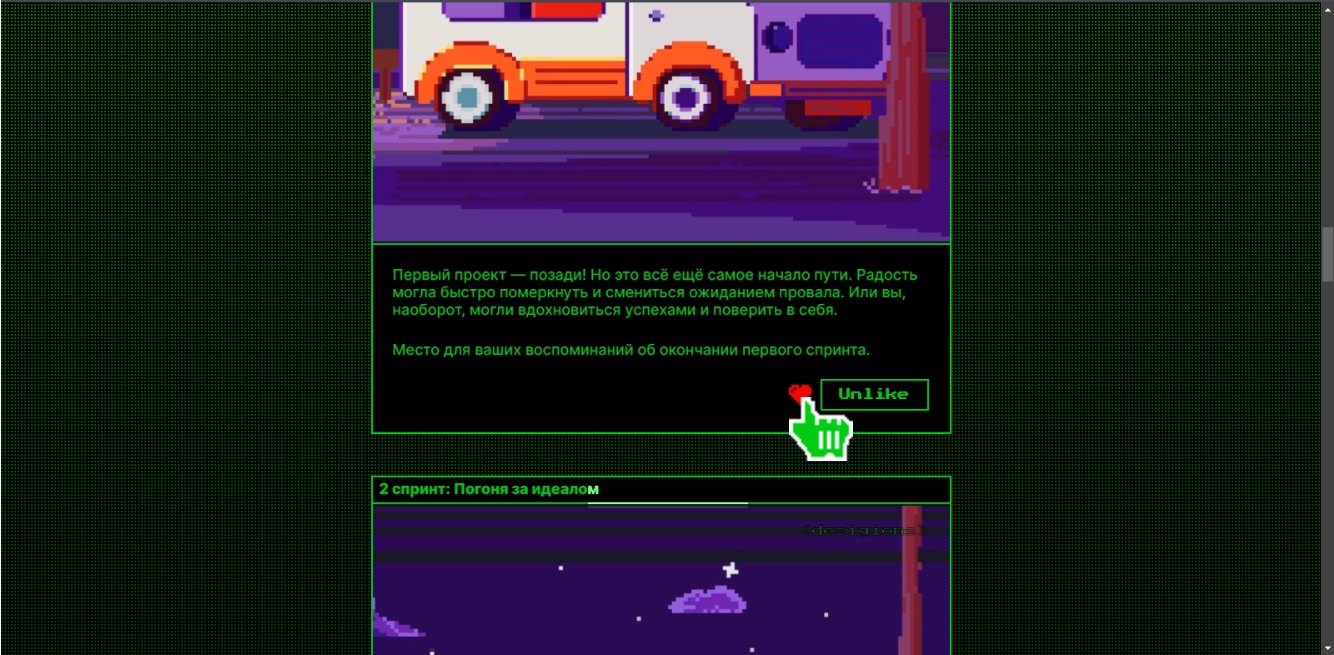 Первый проект — позади! Но это всё ещё самое начало пути. Радость
могла быстро померкнуть и смениться ожиданием провала. Или вы,
наоборот, могли вдохновиться успехами и поверить в себя.
Место для ваших воспоминаний об окончании первого спринта.
Unlike
2 спринт: Погоня за идеалом